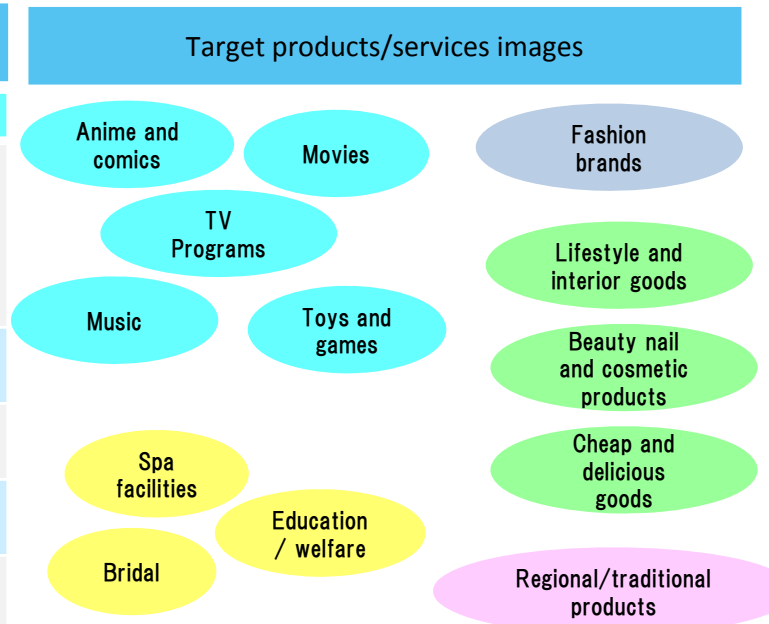 Target products/services images
Anime and
comics
Movies
Fashion
brands
TV
Programs
Lifestyle and
interior goods
Music
Toys and
games
Beauty nail
and cosmetic
products
Cheap and
delicious
goods
Spa
facilities
Education
/ welfare
Bridal
Regional/traditional
products